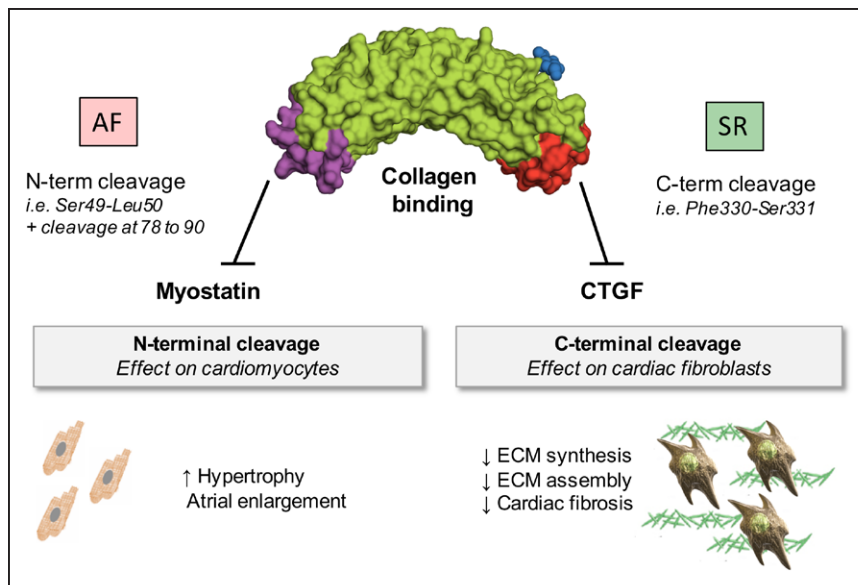 AF
N-term cleavage
i.e. Ser49-Leu50
+ cleavage at 78 to 90
Collagen
binding
SR
C-term cleavage
i.e. Phe330-Ser331
Myostatin
CTGF
N-terminal cleavage
Effect on cardiomyocytes
C-terminal cleavage
Effect on cardiac fibroblasts
↑ Hypertrophy
Atrial enlargement
↓ ECM synthesis
↓ ECM assembly
↓ Cardiac fibrosis